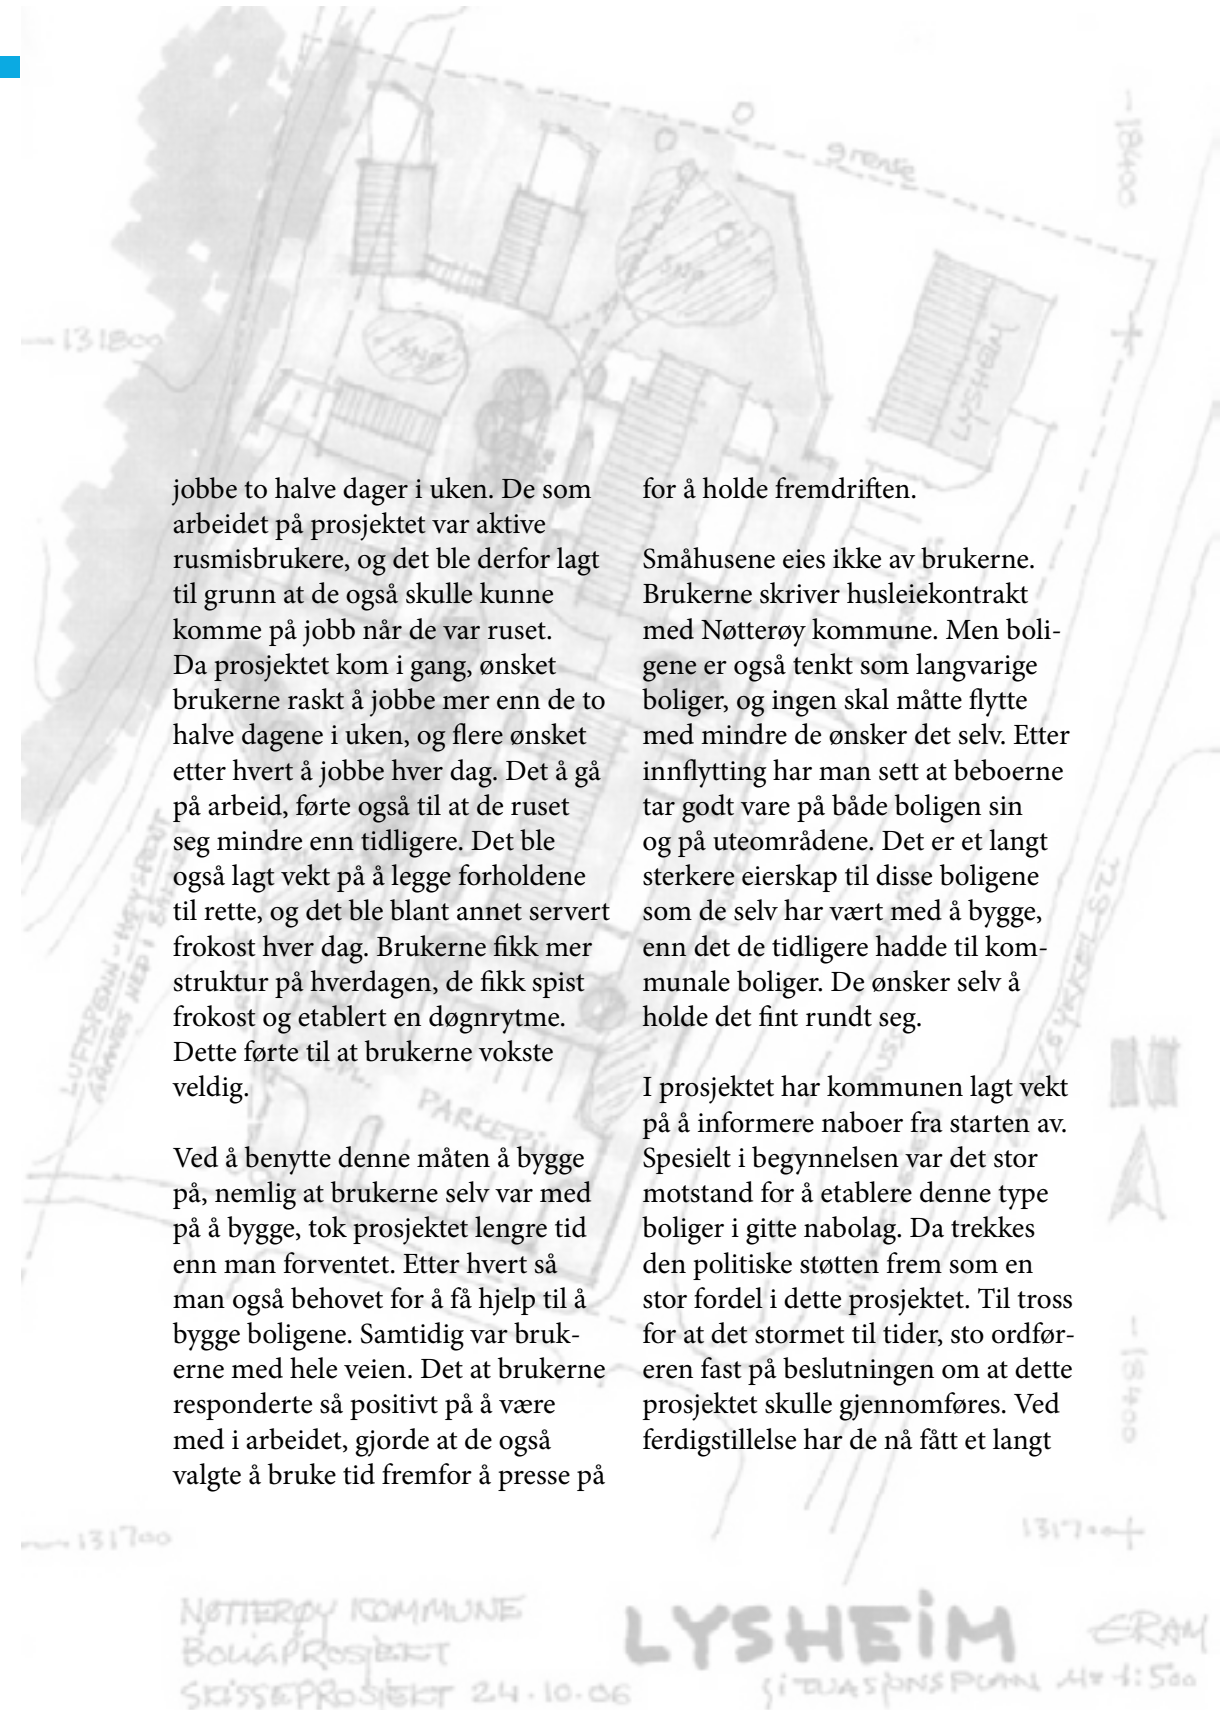 grense
-18400
SNP
LYSHEIM
131800
SNP
jobbe to halve dager i uken. De som
arbeidet på prosjektet var aktive
rusmisbrukere, og det ble derfor lagt
til grunn at de også skulle kunne
komme på jobb når de var ruset.
Da prosjektet kom i gang, ønsket
brukerne raskt å jobbe mer enn de to
halve dagene i uken, og flere ønsket
etter hvert å jobbe hver dag. Det å gå
på arbeid, førte også til at de ruset
seg mindre enn tidligere. Det ble
også lagt vekt på å legge forholdene
til rette, og det ble blant annet servert
frokost hver dag. Brukerne fikk mer
struktur på hverdagen, de fikk spist
frokost og etablert en døgnrytme.
Dette førte til at brukerne vokste
veldig.
Ved å benytte denne måten å bygge
på, nemlig at brukerne selv var med
på å bygge, tok prosjektet lengre tid
enn man forventet. Etter hvert så
man også behovet for å få hjelp til å
bygge boligene. Samtidig var bruk-
erne med hele veien. Det at brukerne
responderte så positivt på å være
med i arbeidet, gjorde at de også
valgte å bruke tid fremfor å presse på
for å holde fremdriften.
Småhusene eies ikke av brukerne.
Brukerne skriver husleiekontrakt
med Nøtterøy kommune. Men boli-
gene er også tenkt som langvarige
boliger, og ingen skal måtte flytte
med mindre de ønsker det selv. Etter
innflytting har man sett at beboerne
tar godt vare på både boligen sin
og på uteområdene. Det er et langt
sterkere eierskap til disse boligene
som de selv har vært med å bygge,
enn det de tidligere hadde til kom-
munale boliger. De ønsker selv å
holde det fint rundt seg.
I prosjektet har kommunen lagt vekt
på å informere naboer fra starten av.
Spesielt i begynnelsen var det stor
motstand for å etablere denne type
boliger i gitte nabolag. Da trekkes
den politiske støtten frem som en
stor fordel i dette prosjektet. Til tross
for at det stormet til tider, sto ordfør-
eren fast på beslutningen om at dette
prosjektet skulle gjennomføres. Ved
ferdigstillelse har de nå fått et langt
LUFTSPENN - HØYSPENT
PARKERING
SYKKELSTI
N
-18400
131700
131700
NØTTERØY KOMMUNE
BOLIGPROSJEKT
SKISSEPROSJEKT 24.10.06
LYSHEIM
SITUASJONSPLAN 1:500